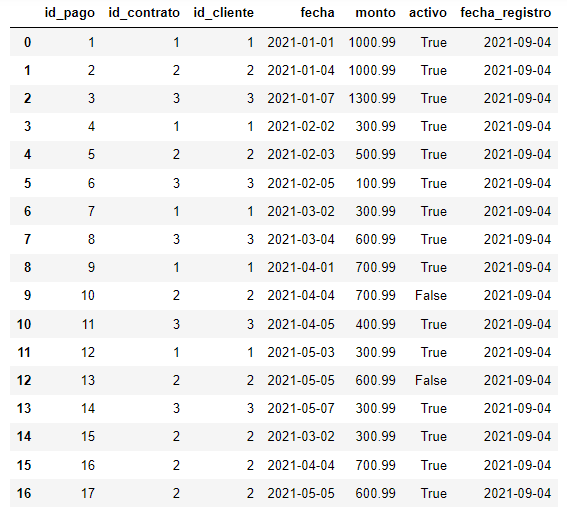 id_pago id_contrato id_cliente fecha monto activo fecha_registro
0 1 1 1 2021-01-01 1000.99 True 2021-09-04
1 2 2 2 2021-01-04 1000.99 True 2021-09-04
2 3 3 3 2021-01-07 1300.99 True 2021-09-04
3 4 1 1 2021-02-02 300.99 True 2021-09-04
4 5 2 2 2021-02-03 500.99 True 2021-09-04
5 6 3 3 2021-02-05 100.99 True 2021-09-04
6 7 1 1 2021-03-02 300.99 True 2021-09-04
7 8 3 3 2021-03-04 600.99 True 2021-09-04
8 9 1 1 2021-04-01 700.99 True 2021-09-04
9 10 2 2 2021-04-04 700.99 False 2021-09-04
10 11 3 3 2021-04-05 400.99 True 2021-09-04
11 12 1 1 2021-05-03 300.99 True 2021-09-04
12 13 2 2 2021-05-05 600.99 False 2021-09-04
13 14 3 3 2021-05-07 300.99 True 2021-09-04
14 15 2 2 2021-03-02 300.99 True 2021-09-04
15 16 2 2 2021-04-04 700.99 True 2021-09-04
16 17 2 2 2021-05-05 600.99 True 2021-09-04